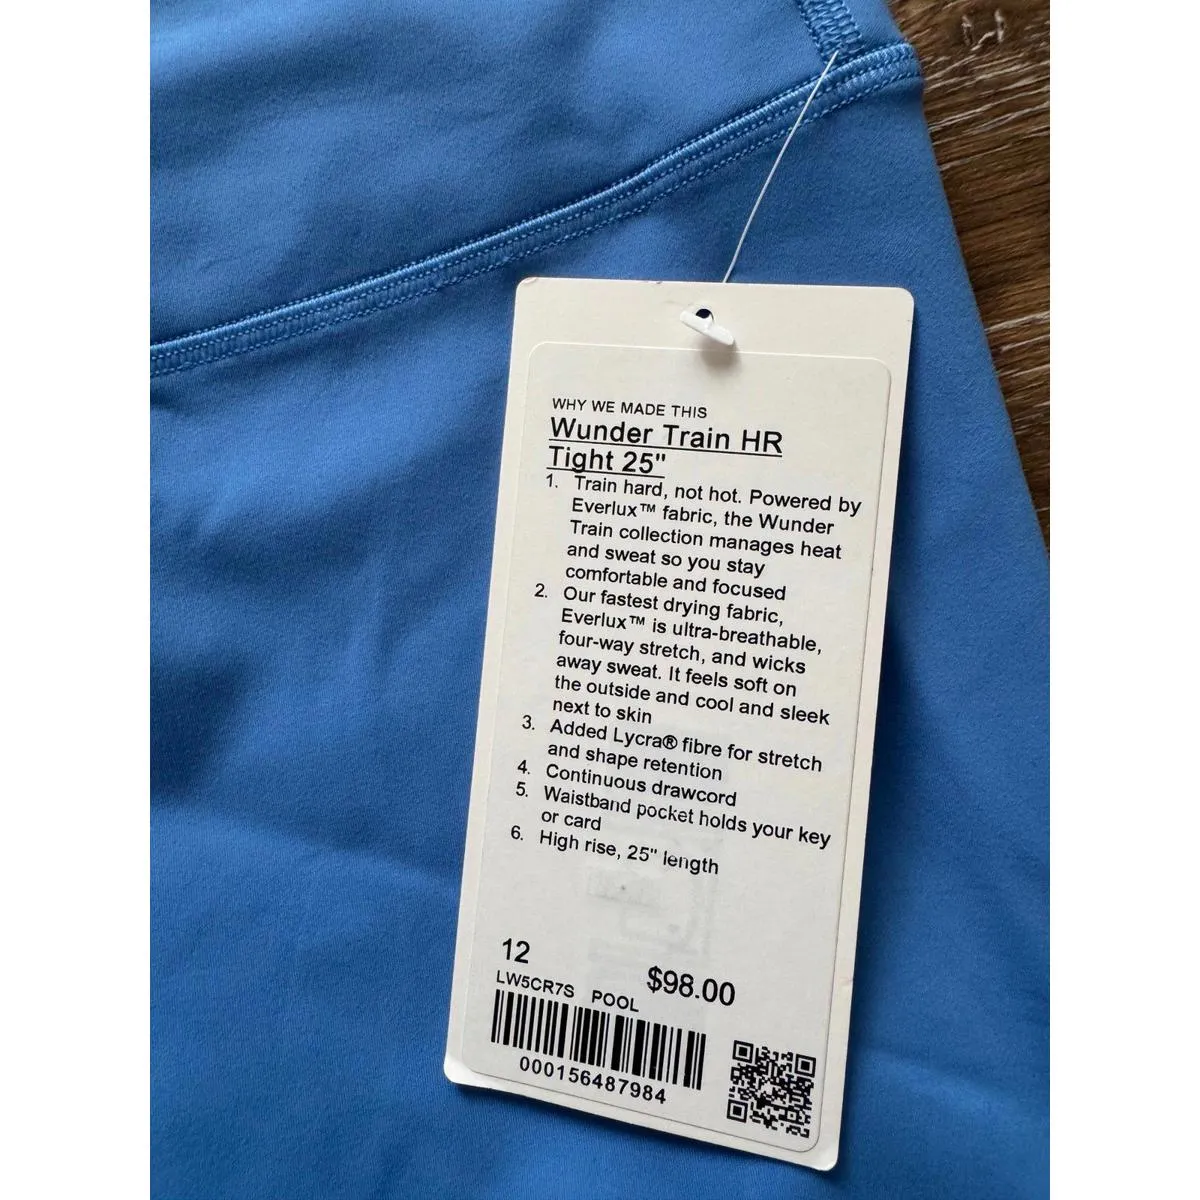 WHY WE MADE THIS
Wunder Train HR
Tight 25"
1. Train hard, not hot. Powered by
Everlux™ fabric, the Wunder
Train collection manages heat
and sweat so you stay
comfortable and focused
2. Our fastest drying fabric,
Everlux™ is ultra-breathable,
four-way stretch, and wicks
away sweat. It feels soft on
the outside and cool and sleek
next to skin
3. Added Lycra® fibre for stretch
and shape retention
4. Continuous drawcord
5. Waistband pocket holds your key
or card
6. High rise, 25" length
12
$98.00
LW5CR7S POOL
000156487984